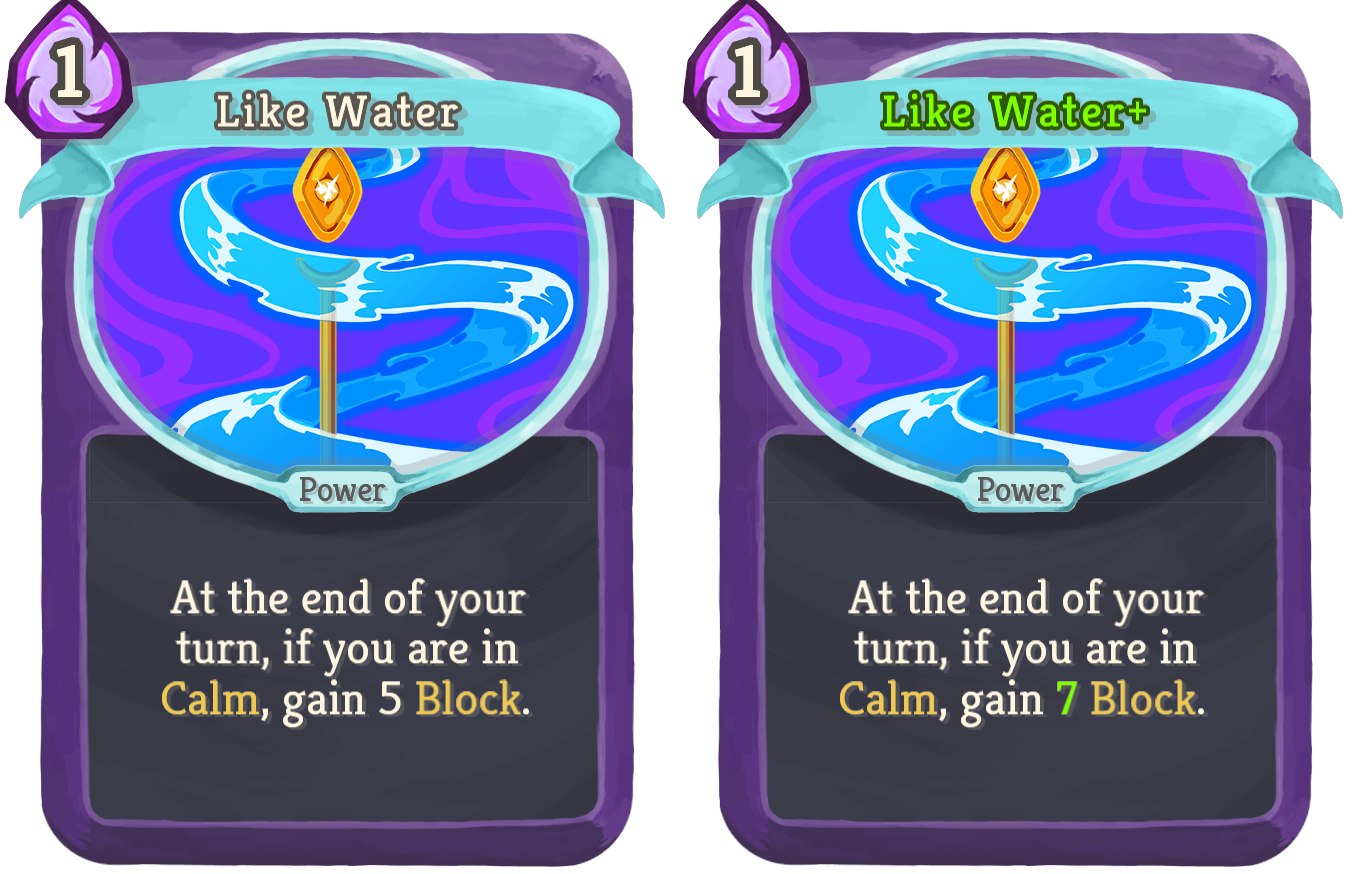 1
Like Water
Power
At the end of your
turn, if you are in
Calm, gain 5 Block.
1
Like Water+
Power
At the end of your
turn, if you are in
Calm, gain 7 Block.